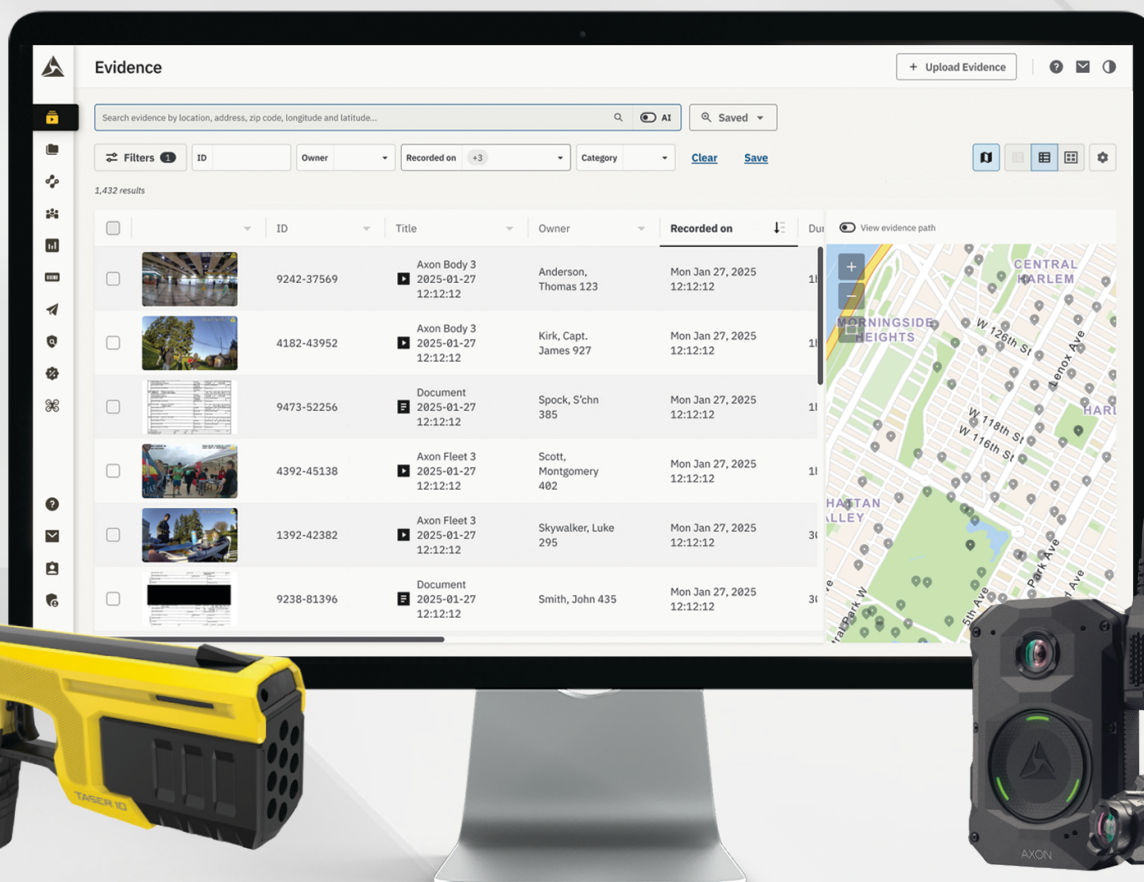 Evidence
+ Upload Evidence
Search evidence by location, address, zip code, longitude and latitude...
AI
Saved
Filters 1
ID
Owner
Recorded on +3
Category
Clear
Save
1,432 results
ID
Title
Owner
Recorded on
View evidence path
9242-37569
Axon Body 3
2025-01-27
12:12:12
Anderson,
Thomas 123
Mon Jan 27, 2025
12:12:12
4182-43952
Axon Body 3
2025-01-27
12:12:12
Kirk, Capt.
James 927
Mon Jan 27, 2025
12:12:12
9473-52256
Document
2025-01-27
12:12:12
Spock, S'chn
385
Mon Jan 27, 2025
12:12:12
4392-45138
Axon Fleet 3
2025-01-27
12:12:12
Scott,
Montgomery
402
Mon Jan 27, 2025
12:12:12
1392-42382
Axon Fleet 3
2025-01-27
12:12:12
Skywalker, Luke
295
Mon Jan 27, 2025
12:12:12
9238-81396
Document
2025-01-27
12:12:12
Smith, John 435
Mon Jan 27, 2025
12:12:12
CENTRAL
HARLEM
MORNINGSIDE
HEIGHTS
W 126th St
Lenox Ave
W 118th St
W 116th St
Park Ave
5th Ave
TASER 10
AXON